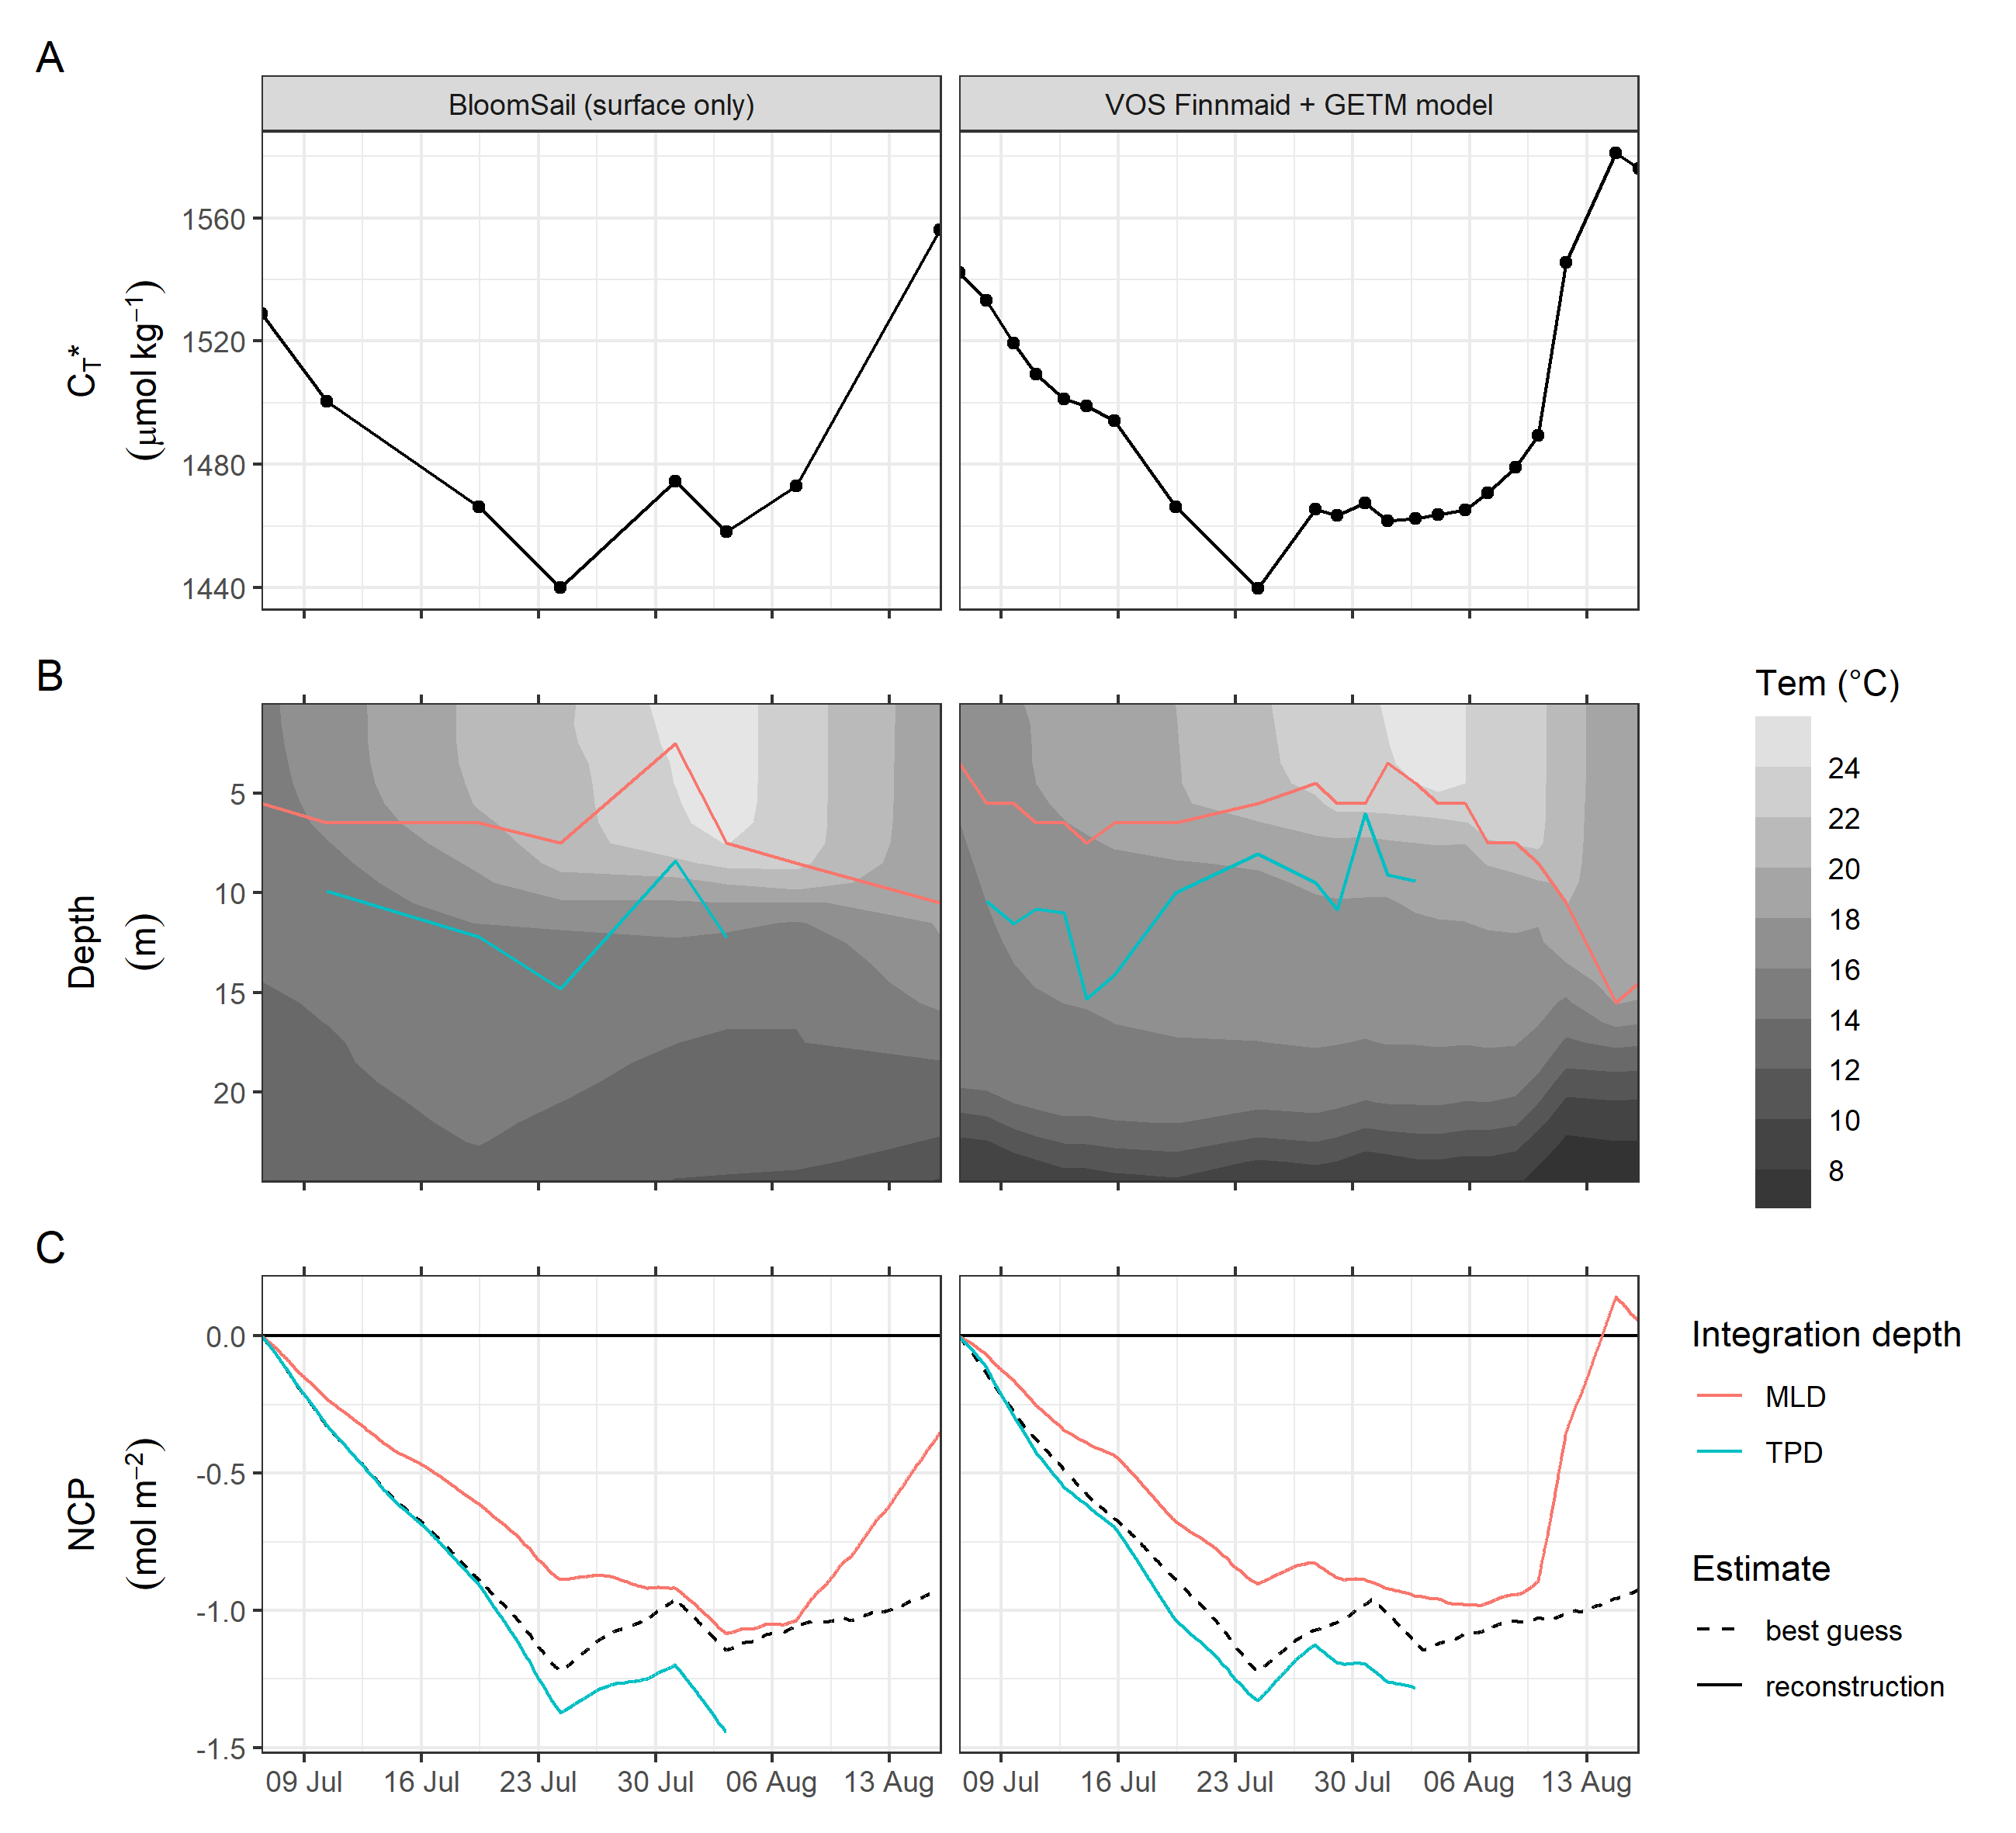 A
BloomSail (surface only)
VOS Finnmaid + GETM model
C_T*
(μmol kg⁻¹)
1560
1520
1480
1440
B
Depth
(m)
5
10
15
20
Tem (°C)
24
22
20
18
16
14
12
10
8
C
NCP
(mol m⁻²)
0.0
-0.5
-1.0
-1.5
09 Jul 16 Jul 23 Jul 30 Jul 06 Aug 13 Aug
09 Jul 16 Jul 23 Jul 30 Jul 06 Aug 13 Aug
Integration depth
MLD
TPD
Estimate
best guess
reconstruction